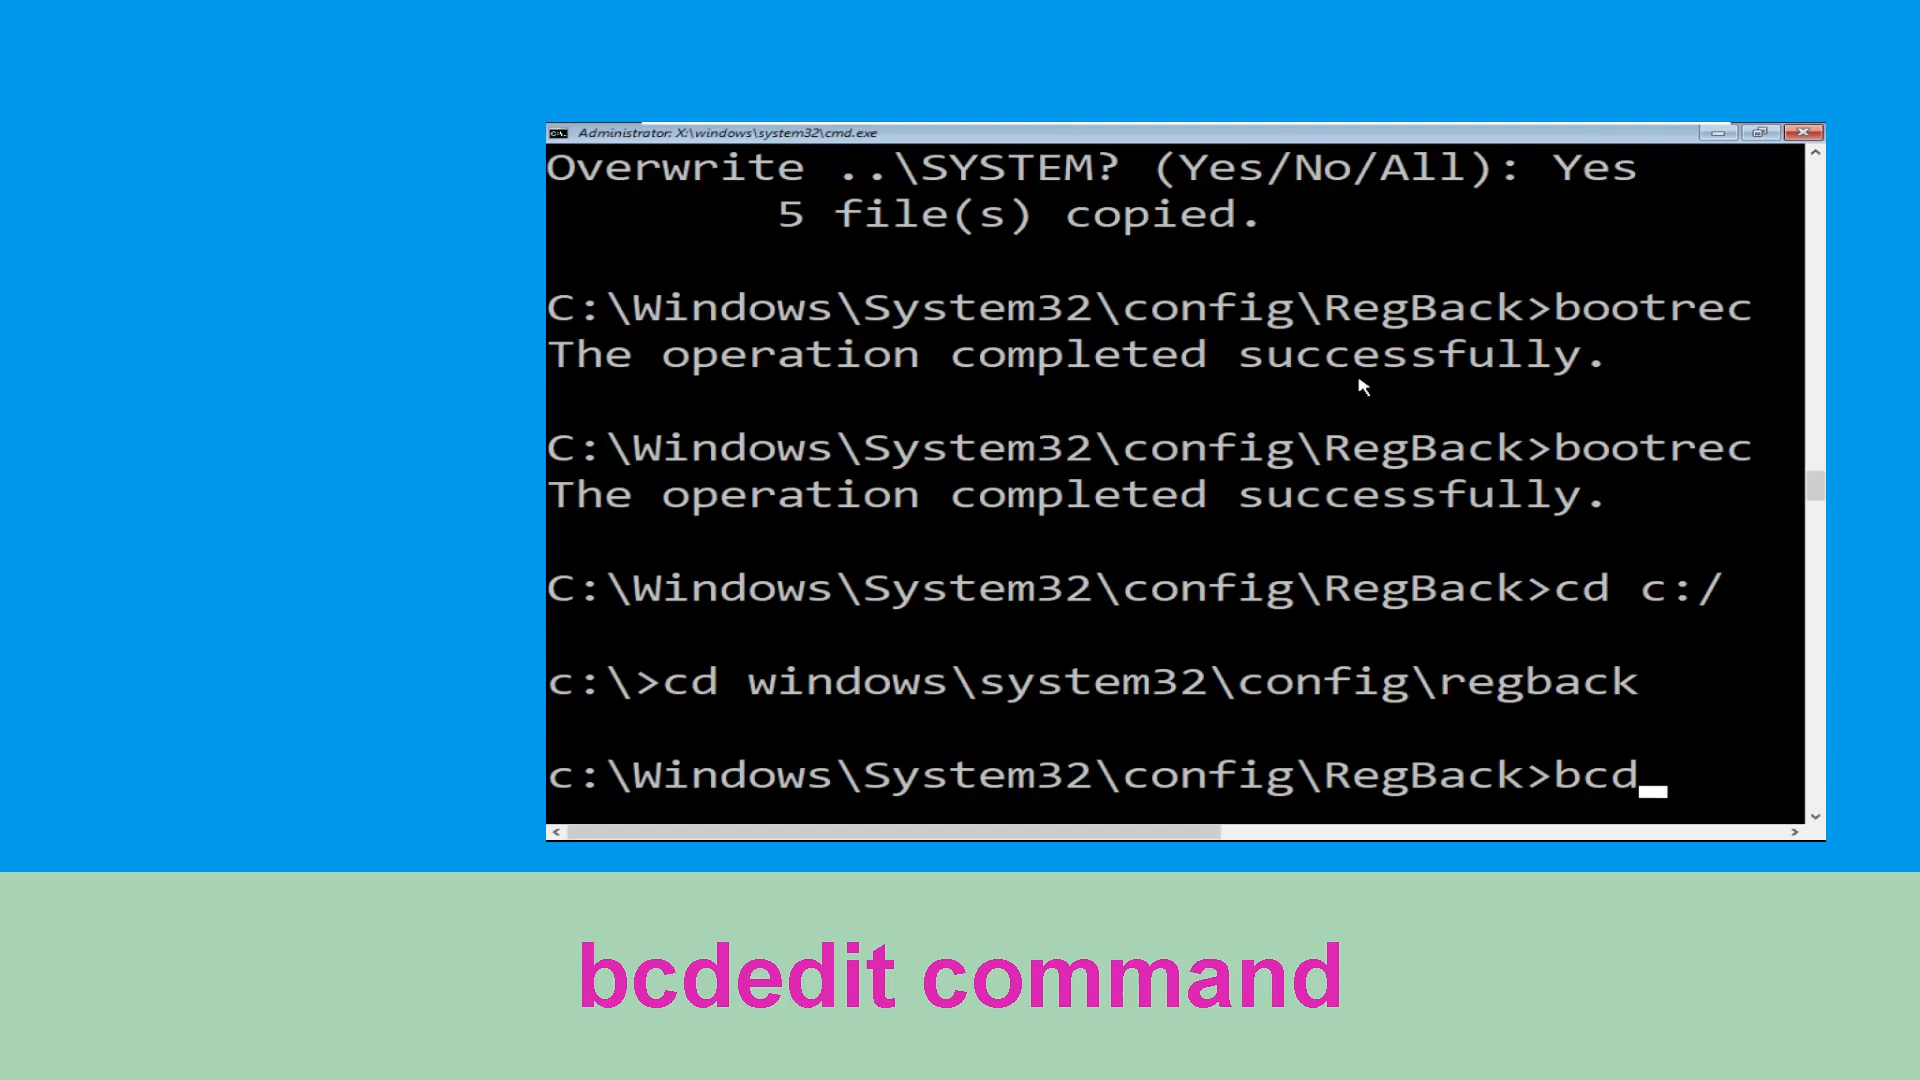 Administrator: X:\windows\system32\cmd.exe
Overwrite ..\SYSTEM? (Yes/No/All): Yes
5 file(s) copied.
C:\Windows\System32\config\RegBack>bootrec
The operation completed successfully.
C:\Windows\System32\config\RegBack>bootrec
The operation completed successfully.
C:\Windows\System32\config\RegBack>cd c:/
c:\>cd windows\system32\config\regback
c:\Windows\System32\config\RegBack>bcd
bcdedit command